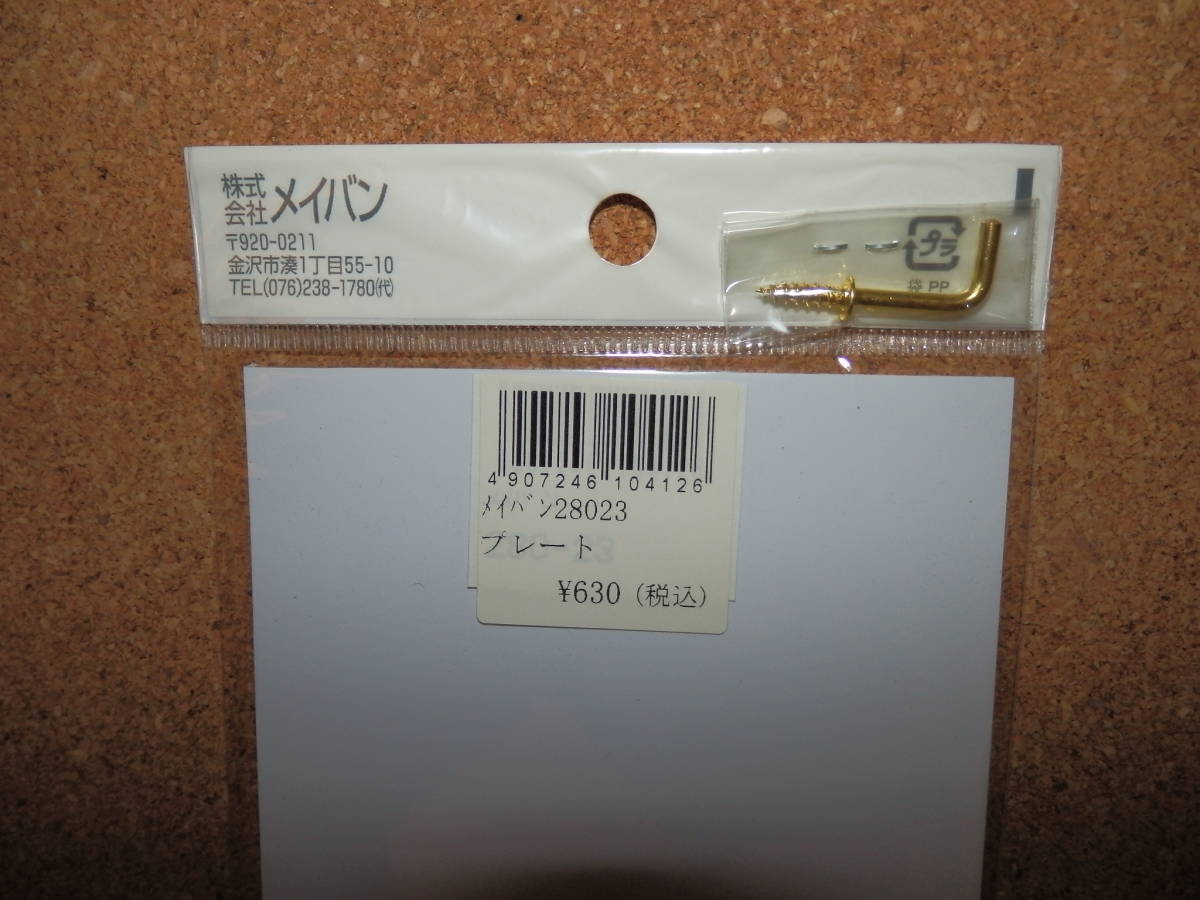 株式会社メイバン
〒920-0211
金沢市湊1丁目55-10
TEL(076)238-1780(代)
プラ
袋 PP
4 907246 104126
ﾒｲﾊﾞﾝ28023
プレート
¥630 (税込)